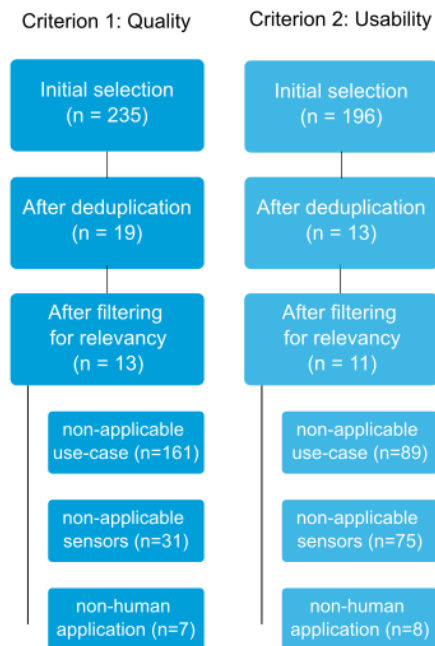 Criterion 1: Quality
Initial selection
(n = 235)
After deduplication
(n = 19)
After filtering
for relevancy
(n = 13)
non-applicable
use-case (n=161)
non-applicable
sensors (n=31)
non-human
application (n=7)
Criterion 2: Usability
Initial selection
(n = 196)
After deduplication
(n = 13)
After filtering
for relevancy
(n = 11)
non-applicable
use-case (n=89)
non-applicable
sensors (n=75)
non-human
application (n=8)